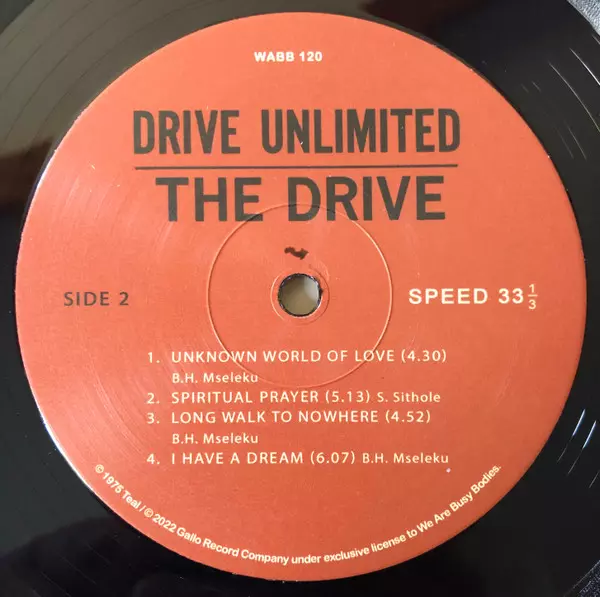 WABB 120
DRIVE UNLIMITED
THE DRIVE
SIDE 2
SPEED 33 1/3
1. UNKNOWN WORLD OF LOVE (4.30)
B.H. Mseleku
2. SPIRITUAL PRAYER (5.13) S. Sithole
3. LONG WALK TO NOWHERE (4.52)
B.H. Mseleku
4. I HAVE A DREAM (6.07) B.H. Mseleku
© 1975 Teal / © 2022 Gallo Record Company under exclusive license to We Are Busy Bodies.